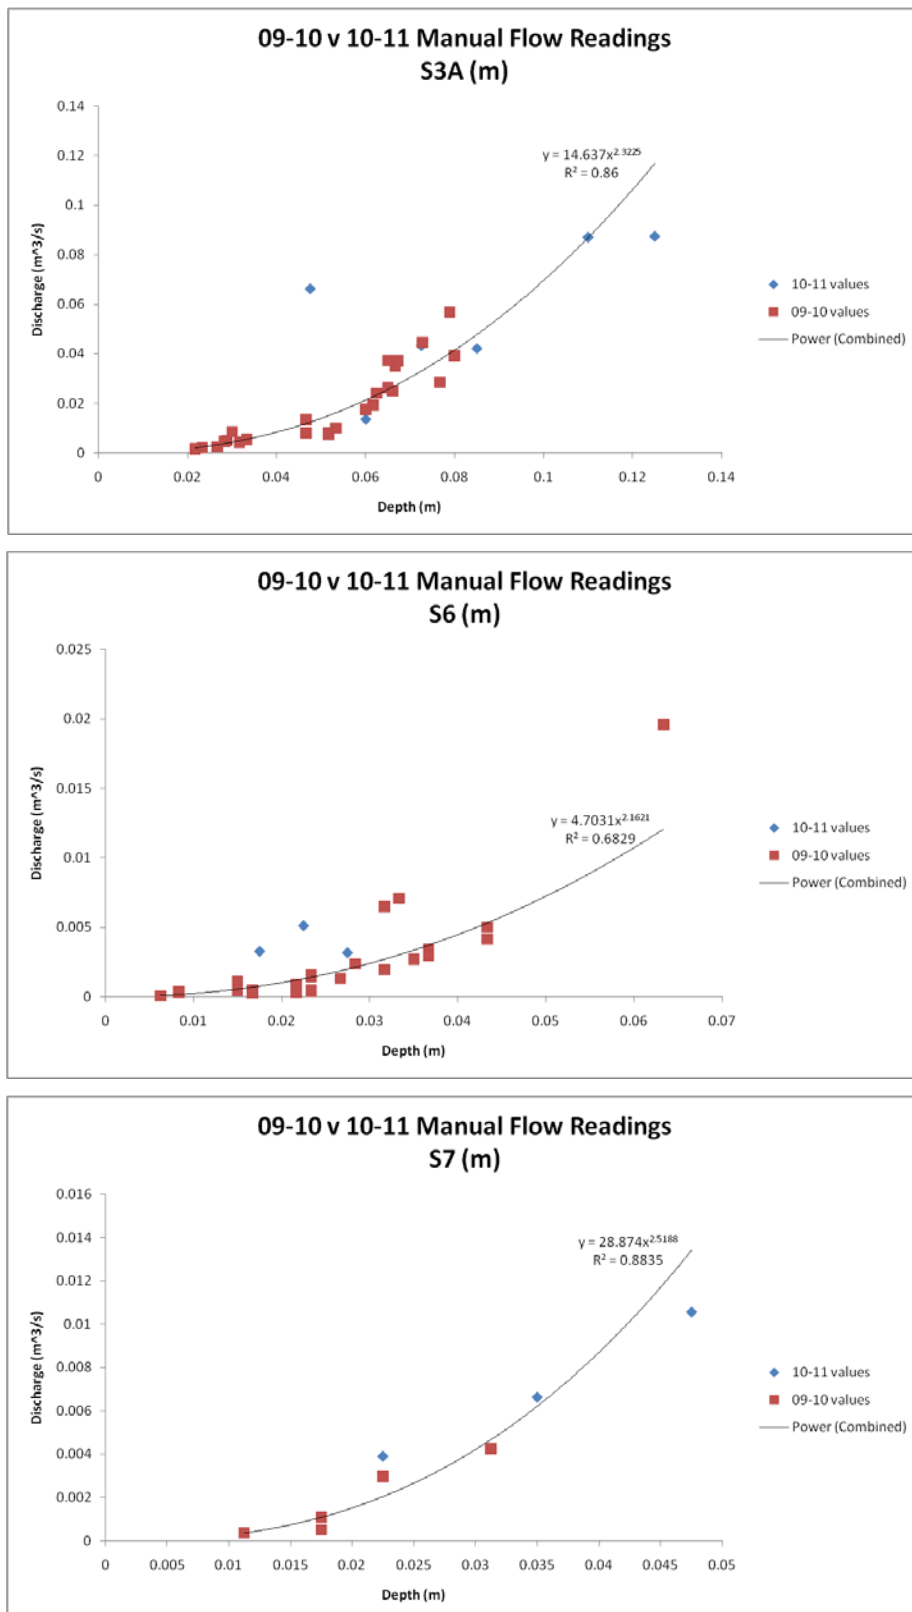 09-10 v 10-11 Manual Flow Readings
S3A (m)
0.14
0.12
0.1
0.08
0.06
0.04
0.02
0
Discharge (m^3/s)
y = 14.637x^2.3225
R² = 0.86
10-11 values
09-10 values
Power (Combined)
0 0.02 0.04 0.06 0.08 0.1 0.12 0.14
Depth (m)
09-10 v 10-11 Manual Flow Readings
S6 (m)
0.025
0.02
0.015
0.01
0.005
0
Discharge (m^3/s)
y = 4.7031x^2.1621
R² = 0.6829
10-11 values
09-10 values
Power (Combined)
0 0.01 0.02 0.03 0.04 0.05 0.06 0.07
Depth (m)
09-10 v 10-11 Manual Flow Readings
S7 (m)
0.016
0.014
0.012
0.01
0.008
0.006
0.004
0.002
0
Discharge (m^3/s)
y = 28.874x^2.5188
R² = 0.8835
10-11 values
09-10 values
Power (Combined)
0 0.005 0.01 0.015 0.02 0.025 0.03 0.035 0.04 0.045 0.05
Depth (m)